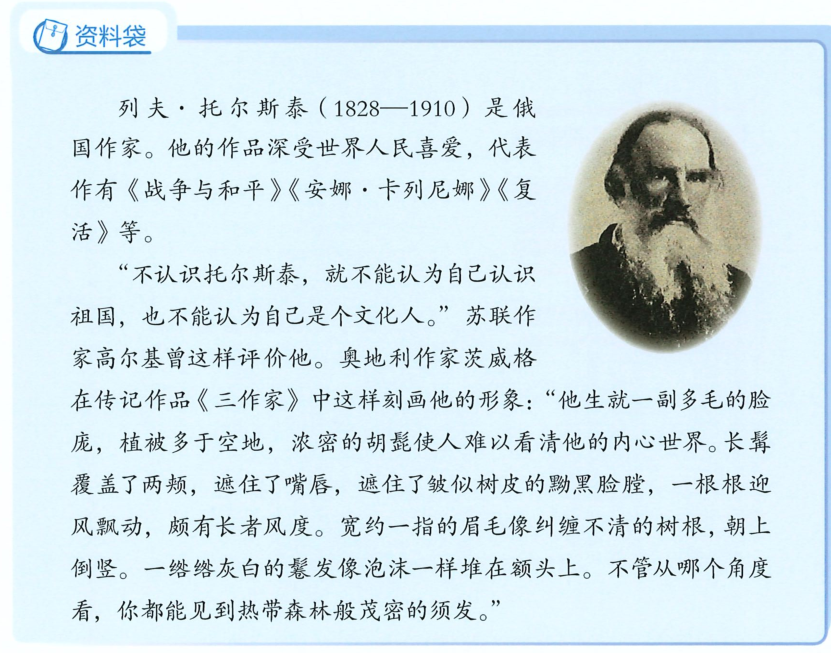 资料袋
列夫·托尔斯泰（1828—1910）是俄
国作家。他的作品深受世界人民喜爱，代表
作有《战争与和平》《安娜·卡列尼娜》《复
活》等。
“不认识托尔斯泰，就不能认为自己认识
祖国，也不能认为自己是个文化人。”苏联作
家高尔基曾这样评价他。奥地利作家茨威格
在传记作品《三作家》中这样刻画他的形象：“他生就一副多毛的脸
庞，植被多于空地，浓密的胡髭使人难以看清他的内心世界。长髯
覆盖了两颊，遮住了嘴唇，遮住了皱似树皮的黝黑脸膛，一根根迎
风飘动，颇有长者风度。宽约一指的眉毛像纠缠不清的树根，朝上
倒竖。一绺绺灰白的鬈发像泡沫一样堆在额头上。不管从哪个角度
看，你都能见到热带森林般茂密的须发。”